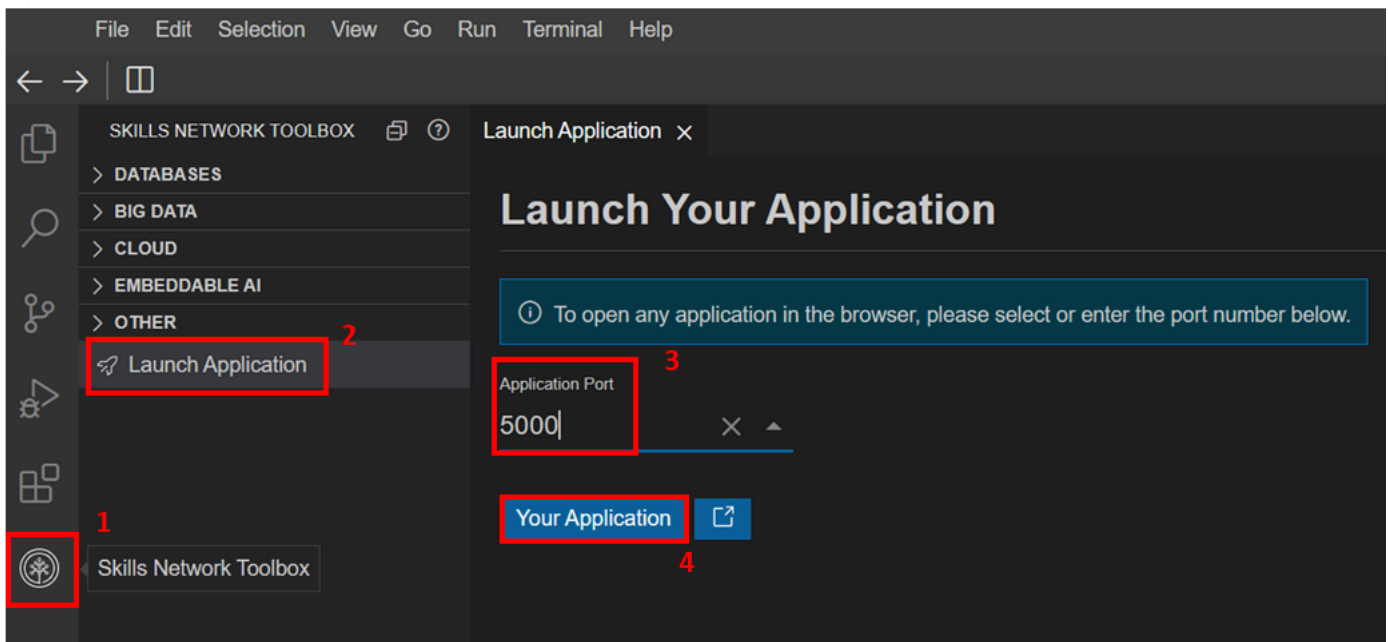 File Edit Selection View Go Run Terminal Help
SKILLS NETWORK TOOLBOX
Launch Application
DATABASES
BIG DATA
CLOUD
EMBEDDABLE AI
OTHER
2
Launch Application
Launch Your Application
To open any application in the browser, please select or enter the port number below.
3
Application Port
5000
Your Application
4
1
Skills Network Toolbox